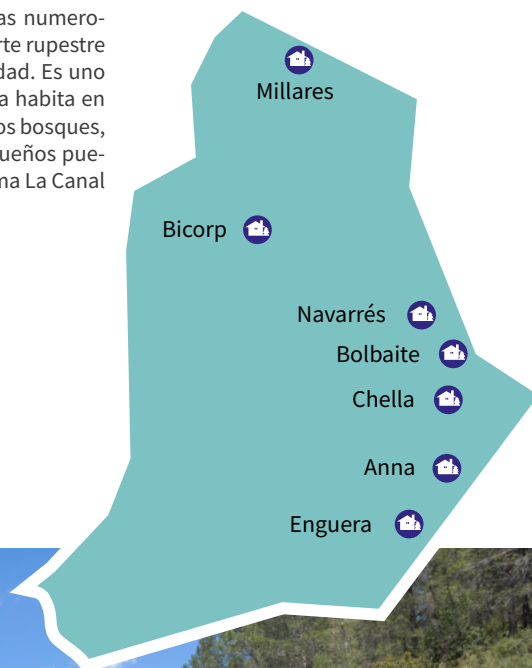 as numero-
rte rupestre
dad. Es uno
a habita en
os bosques,
ueños pue-
ma La Canal
Millares
Bicorp
Navarrés
Bolbaite
Chella
Anna
Enguera